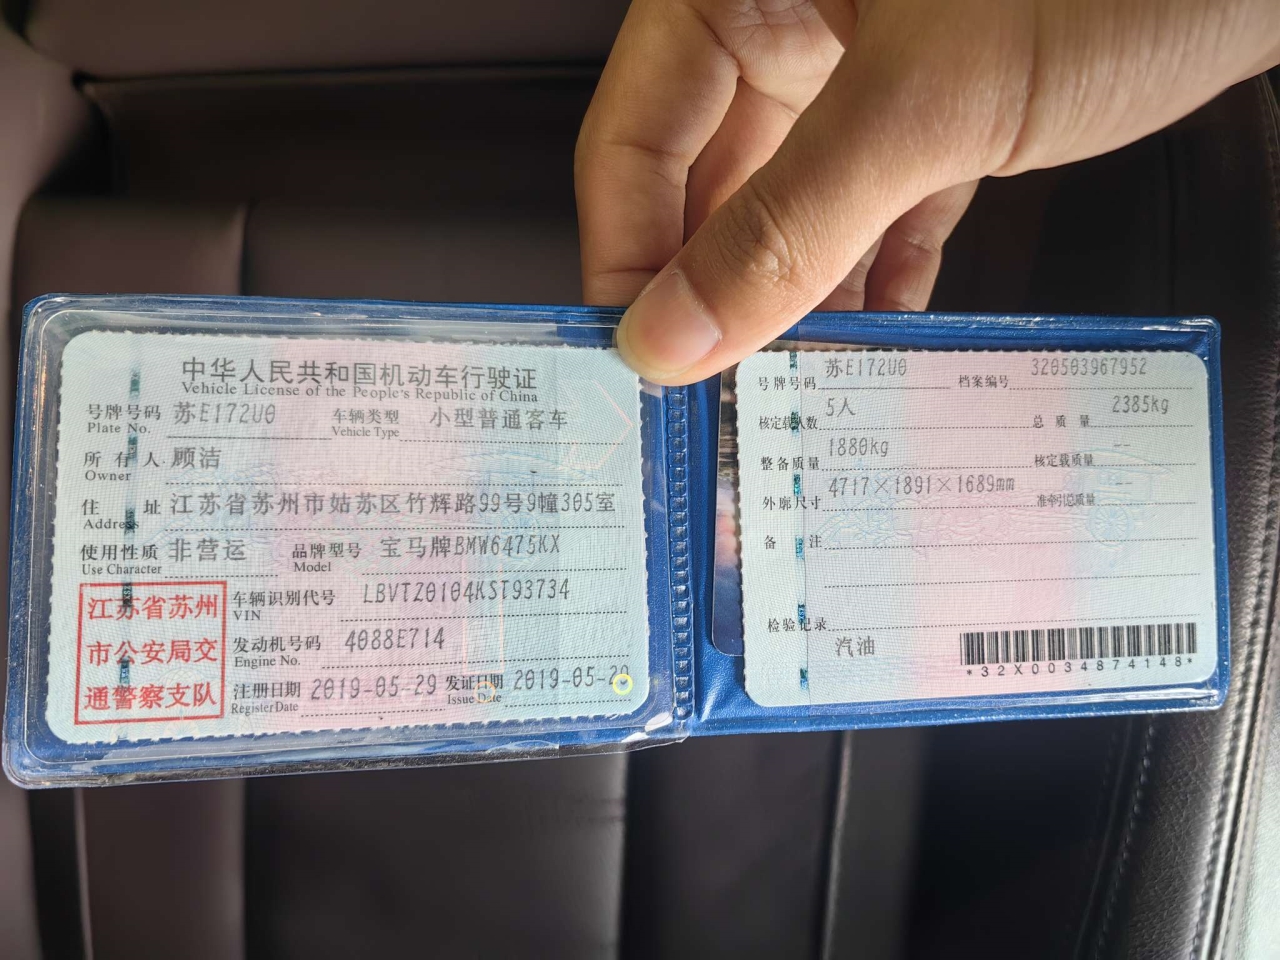 中华人民共和国机动车行驶证
Vehicle License of the People's Republic of China
号牌号码 苏E172U0 车辆类型 小型普通客车
Plate No. Vehicle Type
所有人 顾洁
Owner
住址 江苏省苏州市姑苏区竹辉路99号9幢305室
Address
使用性质 非营运 品牌型号 宝马牌BMW6475KX
Use Character Model
江苏省苏州
市公安局交
通警察支队
车辆识别代号 LBVTZ0104KST93734
VIN
发动机号码 4088E714
Engine No.
注册日期 2019-05-29 发证日期 2019-05-2
Register Date Issue Date
号牌号码 苏E172U0 档案编号 320503967952
核定载人数 5人 总质量 2385kg
整备质量 1880kg 核定载质量 --
外廓尺寸 4717×1891×1689mm 准牵引总质量 --
备注
检验记录
汽油
*32X0034874148*